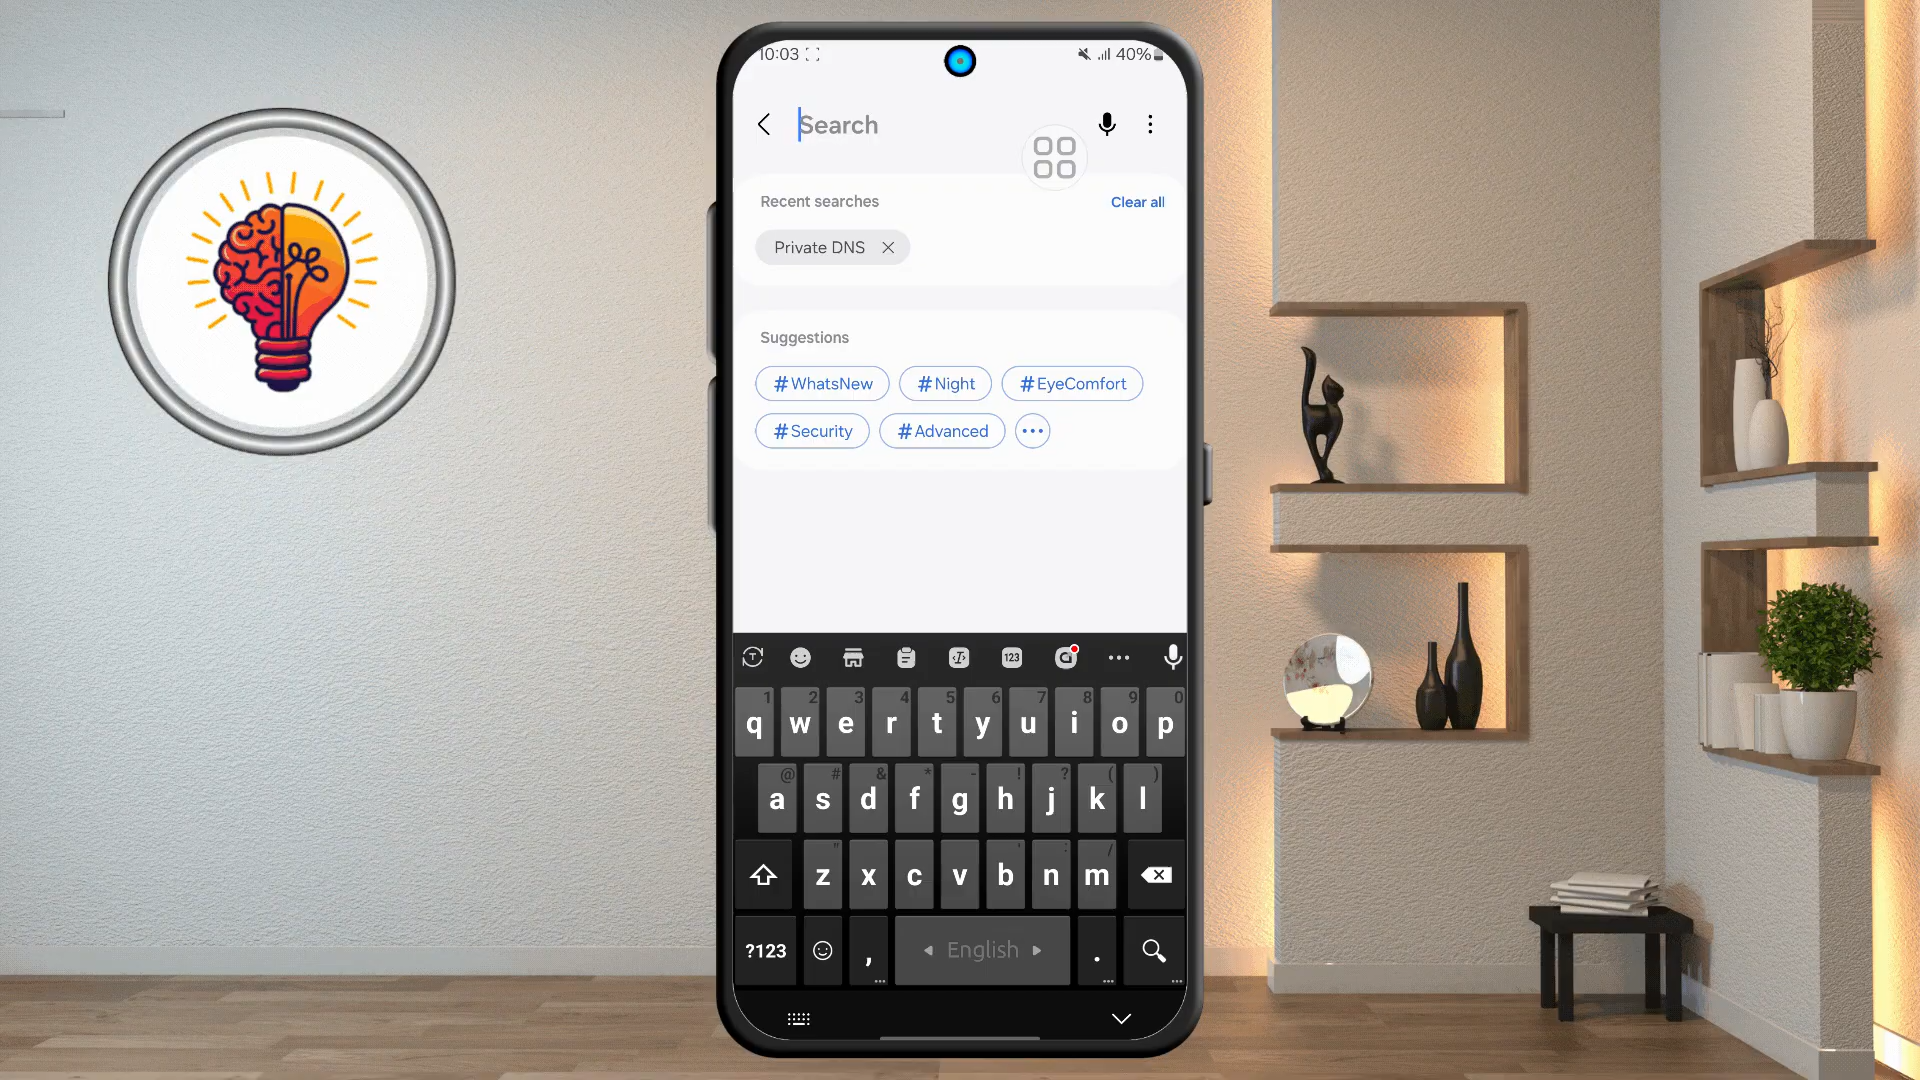 10:03 40%
Search
Recent searches Clear all
Private DNS
Suggestions
#WhatsNew #Night #EyeComfort
#Security #Advanced
123
1 2 3 4 5 6 7 8 9 0
q w e r t y u i o p
@ # & * - ! ? ( )
a s d f g h j k l
" ' : /
z x c v b n m
?123 , English .